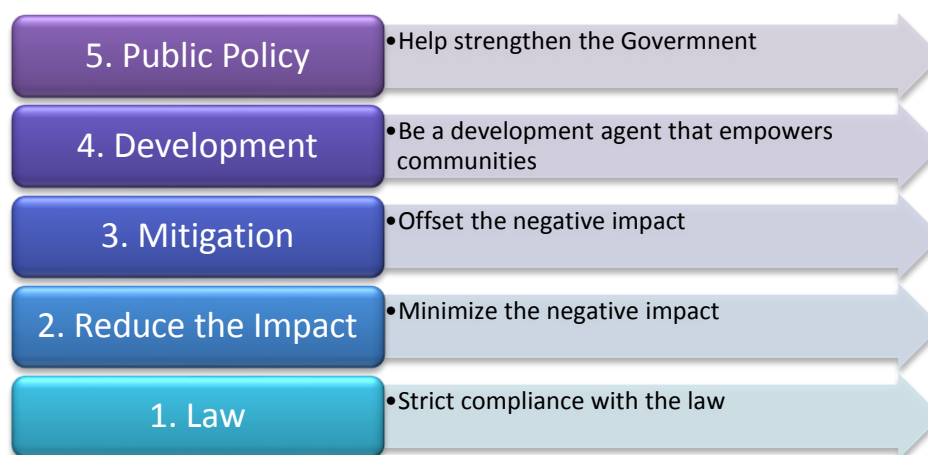 5. Public Policy
•Help strengthen the Govermnent
4. Development
•Be a development agent that empowers
communities
3. Mitigation
•Offset the negative impact
2. Reduce the Impact
•Minimize the negative impact
1. Law
•Strict compliance with the law